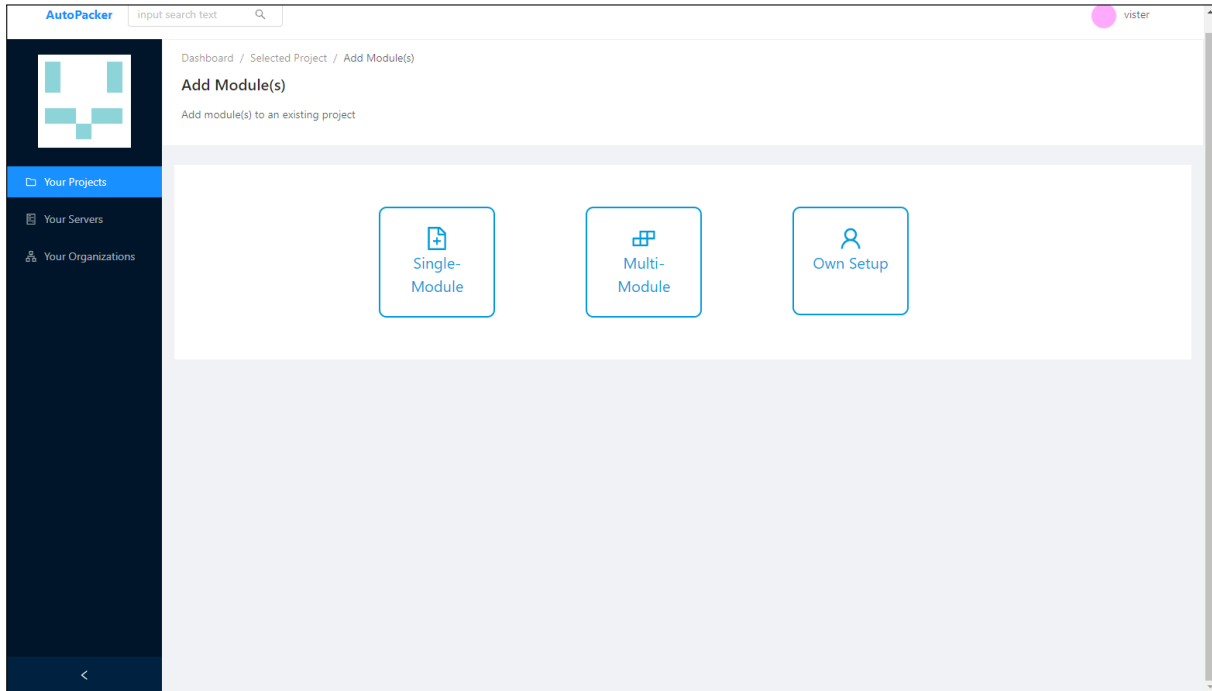 AutoPacker
input search text
vister
Dashboard / Selected Project / Add Module(s)
Add Module(s)
Add module(s) to an existing project
Your Projects
Your Servers
Your Organizations
Single-
Module
Multi-
Module
Own Setup